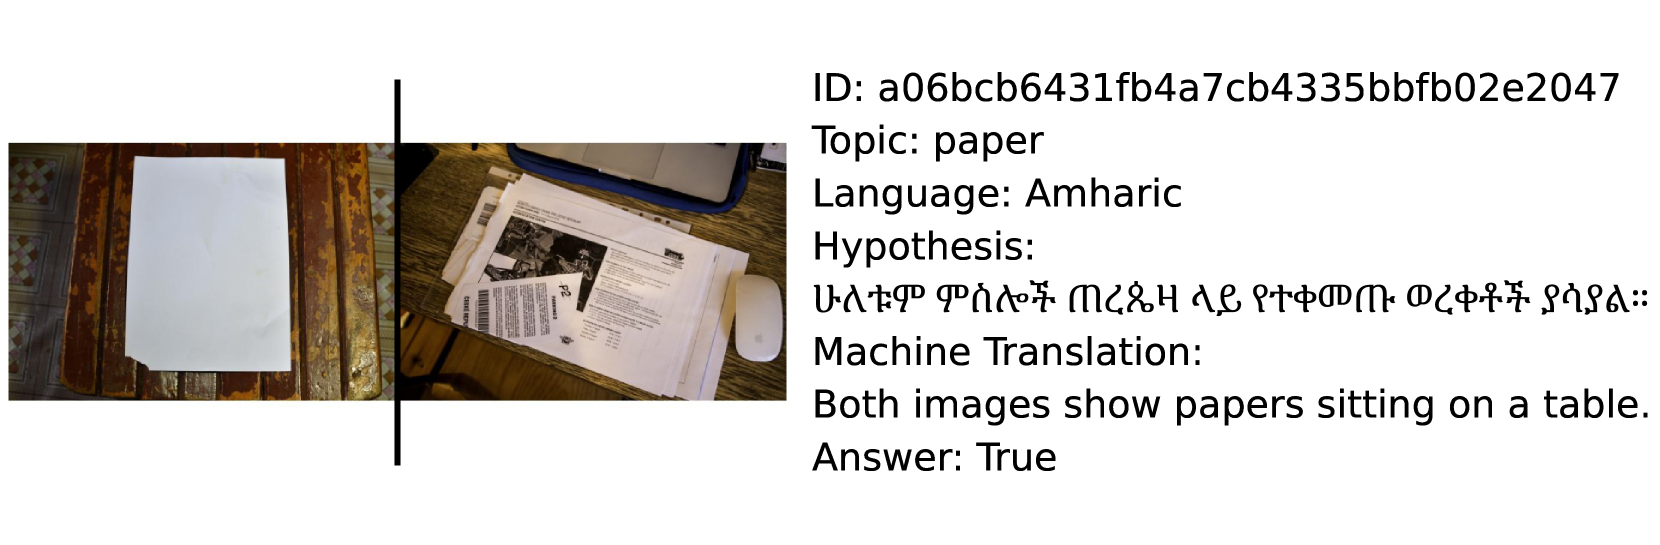 ID: a06bcb6431fb4a7cb4335bbfb02e2047
Topic: paper
Language: Amharic
Hypothesis:
ሁለቱም ምስሎች ጠረጴዛ ላይ የተቀመጡ ወረቀቶች ያሳያል።
Machine Translation:
Both images show papers sitting on a table.
Answer: True
P2